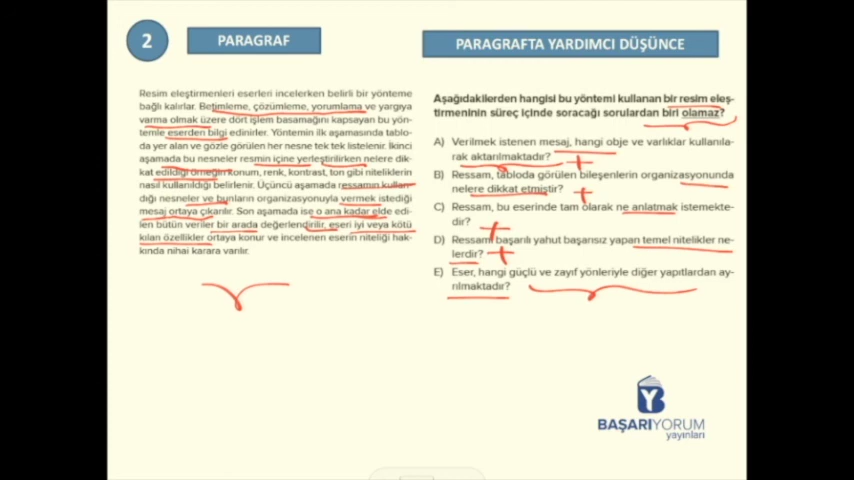 2
PARAGRAF
PARAGRAFTA YARDIMCI DÜŞÜNCE
Resim eleştirmenleri eserleri incelerken belirli bir yönteme
bağlı kalırlar. Betimleme, çözümleme, yorumlama ve yargıya
varma olmak üzere dört işlem basamağını kapsayan bu yön-
temle eserden bilgi edinirler. Yöntemin ilk aşamasında tablo-
da yer alan ve gözle görülen her nesne tek tek listelenir. İkinci
aşamada bu nesneler resmin içine yerleştirilirken nelere dik-
kat edildiği örneğin konum, renk, kontrast, ton gibi niteliklerin
nasıl kullanıldığı belirlenir. Üçüncü aşamada ressamın kullan-
dığı nesneler ve bunların organizasyonuyla vermek istediği
mesaj ortaya çıkarılır. Son aşamada ise o ana kadar elde edi-
len bütün veriler bir arada değerlendirilir, eseri iyi veya kötü
kılan özellikler ortaya konur ve incelenen eserin niteliği hak-
kında nihai karara varılır.
Aşağıdakilerden hangisi bu yöntemi kullanan bir resim eleş-
tirmeninin süreç içinde soracağı sorulardan biri olamaz?
A) Verilmek istenen mesaj, hangi obje ve varlıklar kullanıla-
rak aktarılmaktadır?
B) Ressam, tabloda görülen bileşenlerin organizasyonunda
nelere dikkat etmiştir?
C) Ressam, bu eserinde tam olarak ne anlatmak istemekte-
dir?
D) Ressamı başarılı yahut başarısız yapan temel nitelikler ne-
lerdir?
E) Eser, hangi güçlü ve zayıf yönleriyle diğer yapıtlardan ay-
rılmaktadır?
BAŞARIYORUM
yayınları